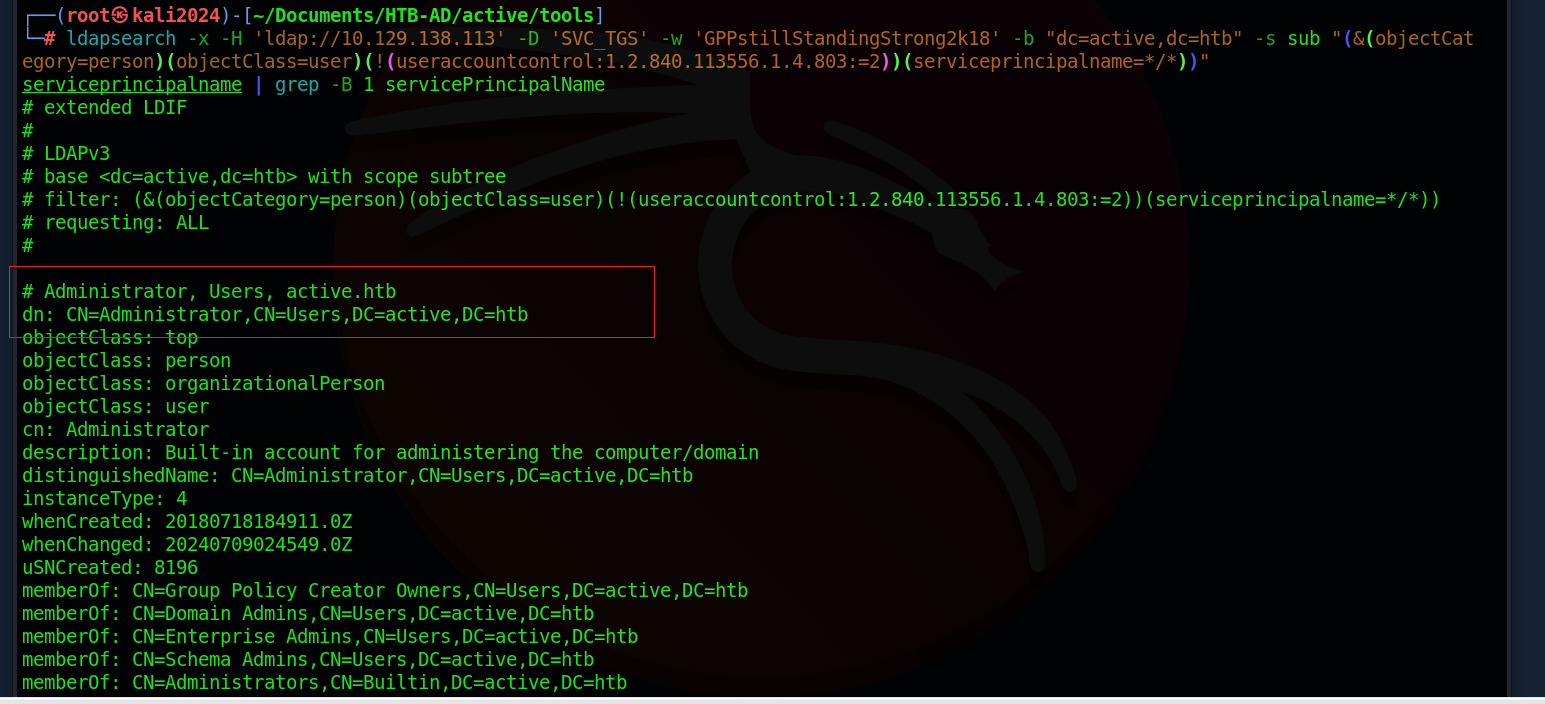 ┌──(root㉿kali2024)-[~/Documents/HTB-AD/active/tools]
└─# ldapsearch -x -H 'ldap://10.129.138.113' -D 'SVC_TGS' -w 'GPPstillStandingStrong2k18' -b "dc=active,dc=htb" -s sub "(&(objectCat
egory=person)(objectClass=user)(!(useraccountcontrol:1.2.840.113556.1.4.803:=2))(serviceprincipalname=*/*))"
serviceprincipalname | grep -B 1 servicePrincipalName
# extended LDIF
#
# LDAPv3
# base <dc=active,dc=htb> with scope subtree
# filter: (&(objectCategory=person)(objectClass=user)(!(useraccountcontrol:1.2.840.113556.1.4.803:=2))(serviceprincipalname=*/*))
# requesting: ALL
#
# Administrator, Users, active.htb
dn: CN=Administrator,CN=Users,DC=active,DC=htb
objectClass: top
objectClass: person
objectClass: organizationalPerson
objectClass: user
cn: Administrator
description: Built-in account for administering the computer/domain
distinguishedName: CN=Administrator,CN=Users,DC=active,DC=htb
instanceType: 4
whenCreated: 20180718184911.0Z
whenChanged: 20240709024549.0Z
uSNCreated: 8196
memberOf: CN=Group Policy Creator Owners,CN=Users,DC=active,DC=htb
memberOf: CN=Domain Admins,CN=Users,DC=active,DC=htb
memberOf: CN=Enterprise Admins,CN=Users,DC=active,DC=htb
memberOf: CN=Schema Admins,CN=Users,DC=active,DC=htb
memberOf: CN=Administrators,CN=Builtin,DC=active,DC=htb